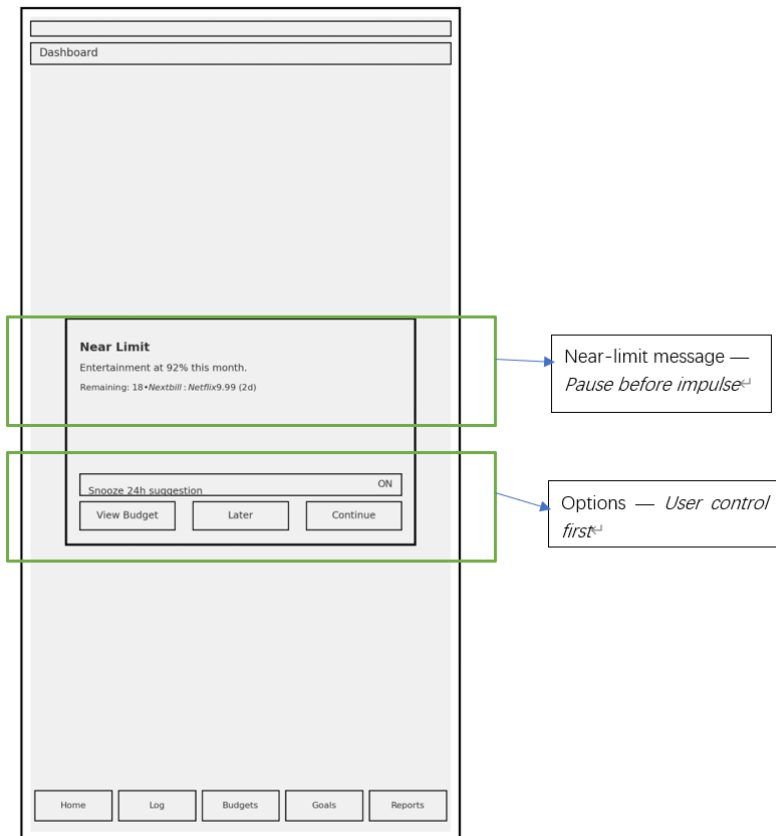 Dashboard
Near Limit
Entertainment at 92% this month.
Remaining: 18•Nextbill:Netflix9.99 (2d)
Snooze 24h suggestion
ON
View Budget
Later
Continue
Home
Log
Budgets
Goals
Reports
Near-limit message —
Pause before impulse↵
Options — User control
first↵